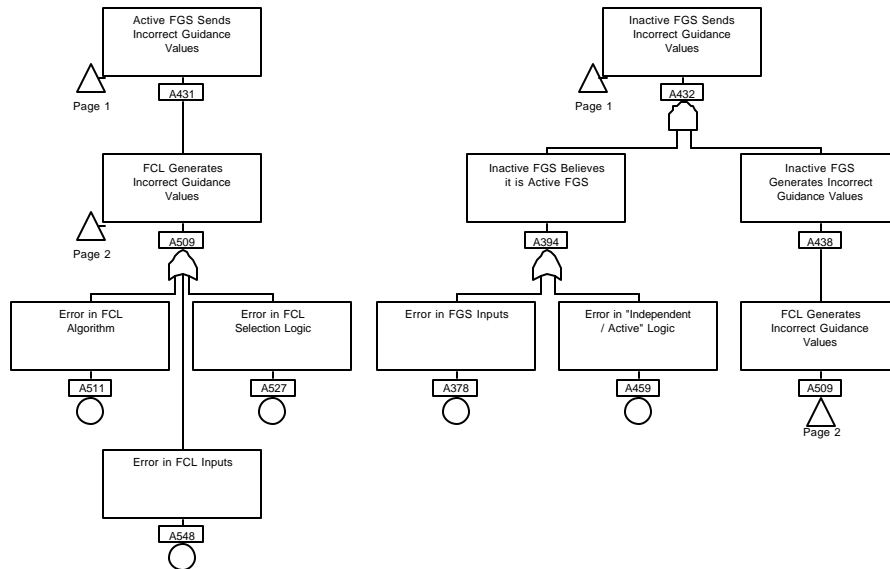 Active FGS Sends
Incorrect Guidance
Values
Page 1
A431
FCL Generates
Incorrect Guidance
Values
Page 2
A509
Error in FCL
Algorithm
A511
Error in FCL
Selection Logic
A527
Error in FCL Inputs
A548
Inactive FGS Sends
Incorrect Guidance
Values
Page 1
A432
Inactive FGS Believes
it is Active FGS
A394
Error in FGS Inputs
A378
Error in "Independent
/ Active" Logic
A459
Inactive FGS
Generates Incorrect
Guidance Values
A438
FCL Generates
Incorrect Guidance
Values
A509
Page 2